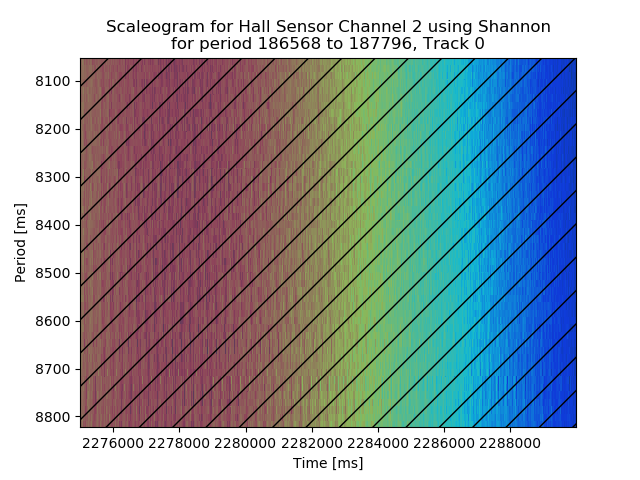 Scaleogram for Hall Sensor Channel 2 using Shannon
for period 186568 to 187796, Track 0
8100
8200
8300
8400
8500
8600
8700
8800
Period [ms]
2276000 2278000 2280000 2282000 2284000 2286000 2288000
Time [ms]